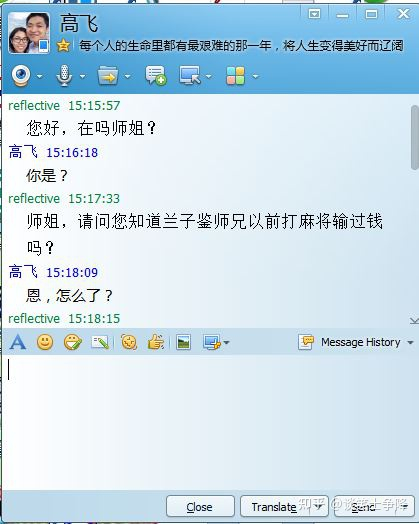 高飞
每个人的生命里都有最艰难的那一年，将人生变得美好而辽阔
reflective 15:15:57
您好，在吗师姐？
高飞 15:16:18
你是？
reflective 15:17:33
师姐，请问您知道兰子鉴师兄以前打麻将输过钱
吗？
高飞 15:18:09
恩，怎么了？
reflective 15:18:15
Message History
Close Translate Send